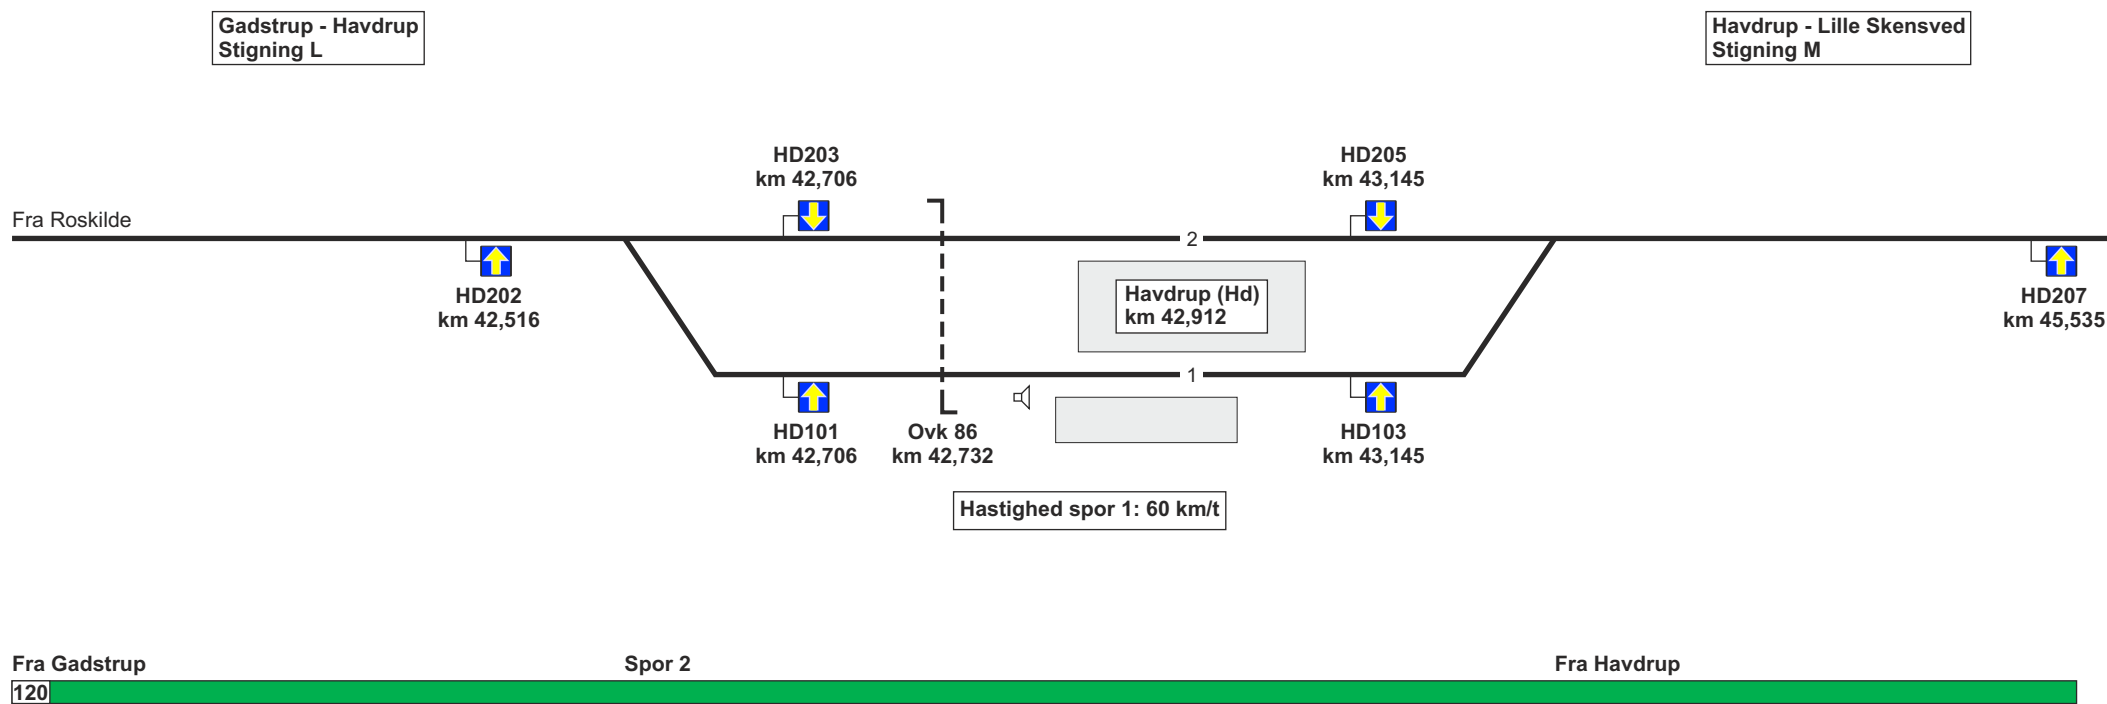 Gadstrup - Havdrup
Stigning L
Havdrup - Lille Skensved
Stigning M
HD203
km 42,706
HD205
km 43,145
Fra Roskilde
2
HD202
km 42,516
Havdrup (Hd)
km 42,912
HD207
km 45,535
1
HD101
km 42,706
Ovk 86
km 42,732
HD103
km 43,145
Hastighed spor 1: 60 km/t
Fra Gadstrup
Spor 2
Fra Havdrup
120